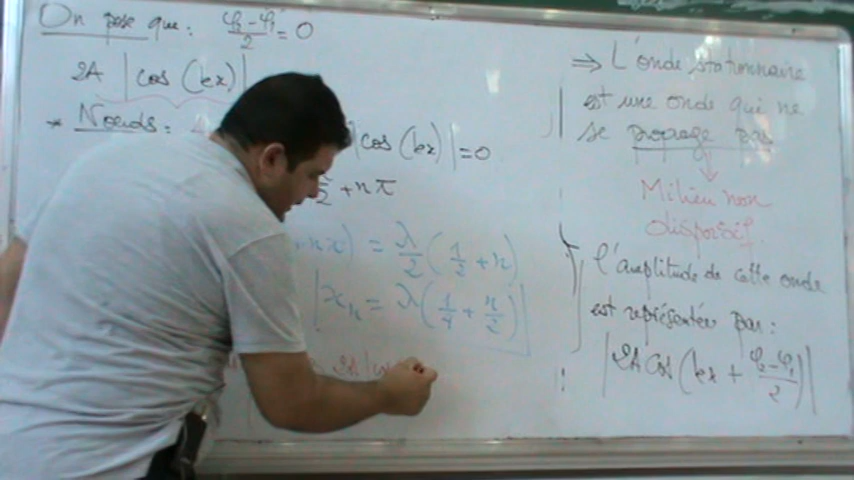 On pose que : (φ₂-φ₁)/2 = 0
2A |cos (kx)|
* Noeuds :
|cos (kx)| = 0
π/2 + nπ
+ nπ) = λ/2 (1/2 + n)
|xₙ = λ(1/4 + n/2)|
2A |
⇒ L'onde stationnaire
est une onde qui ne
se propage pas
↓
Milieu non
dispersif.
l'amplitude de cette onde
est représentée par :
|2A cos (kx + (φ₂-φ₁)/2)|